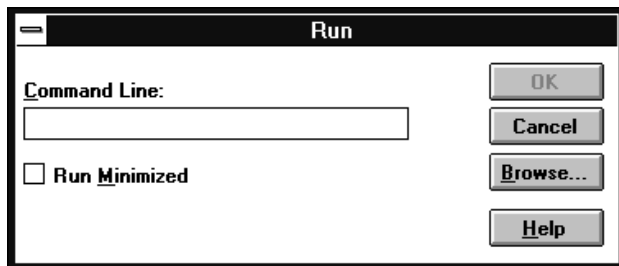 Run
Command Line:
OK
Cancel
Run Minimized
Browse...
Help